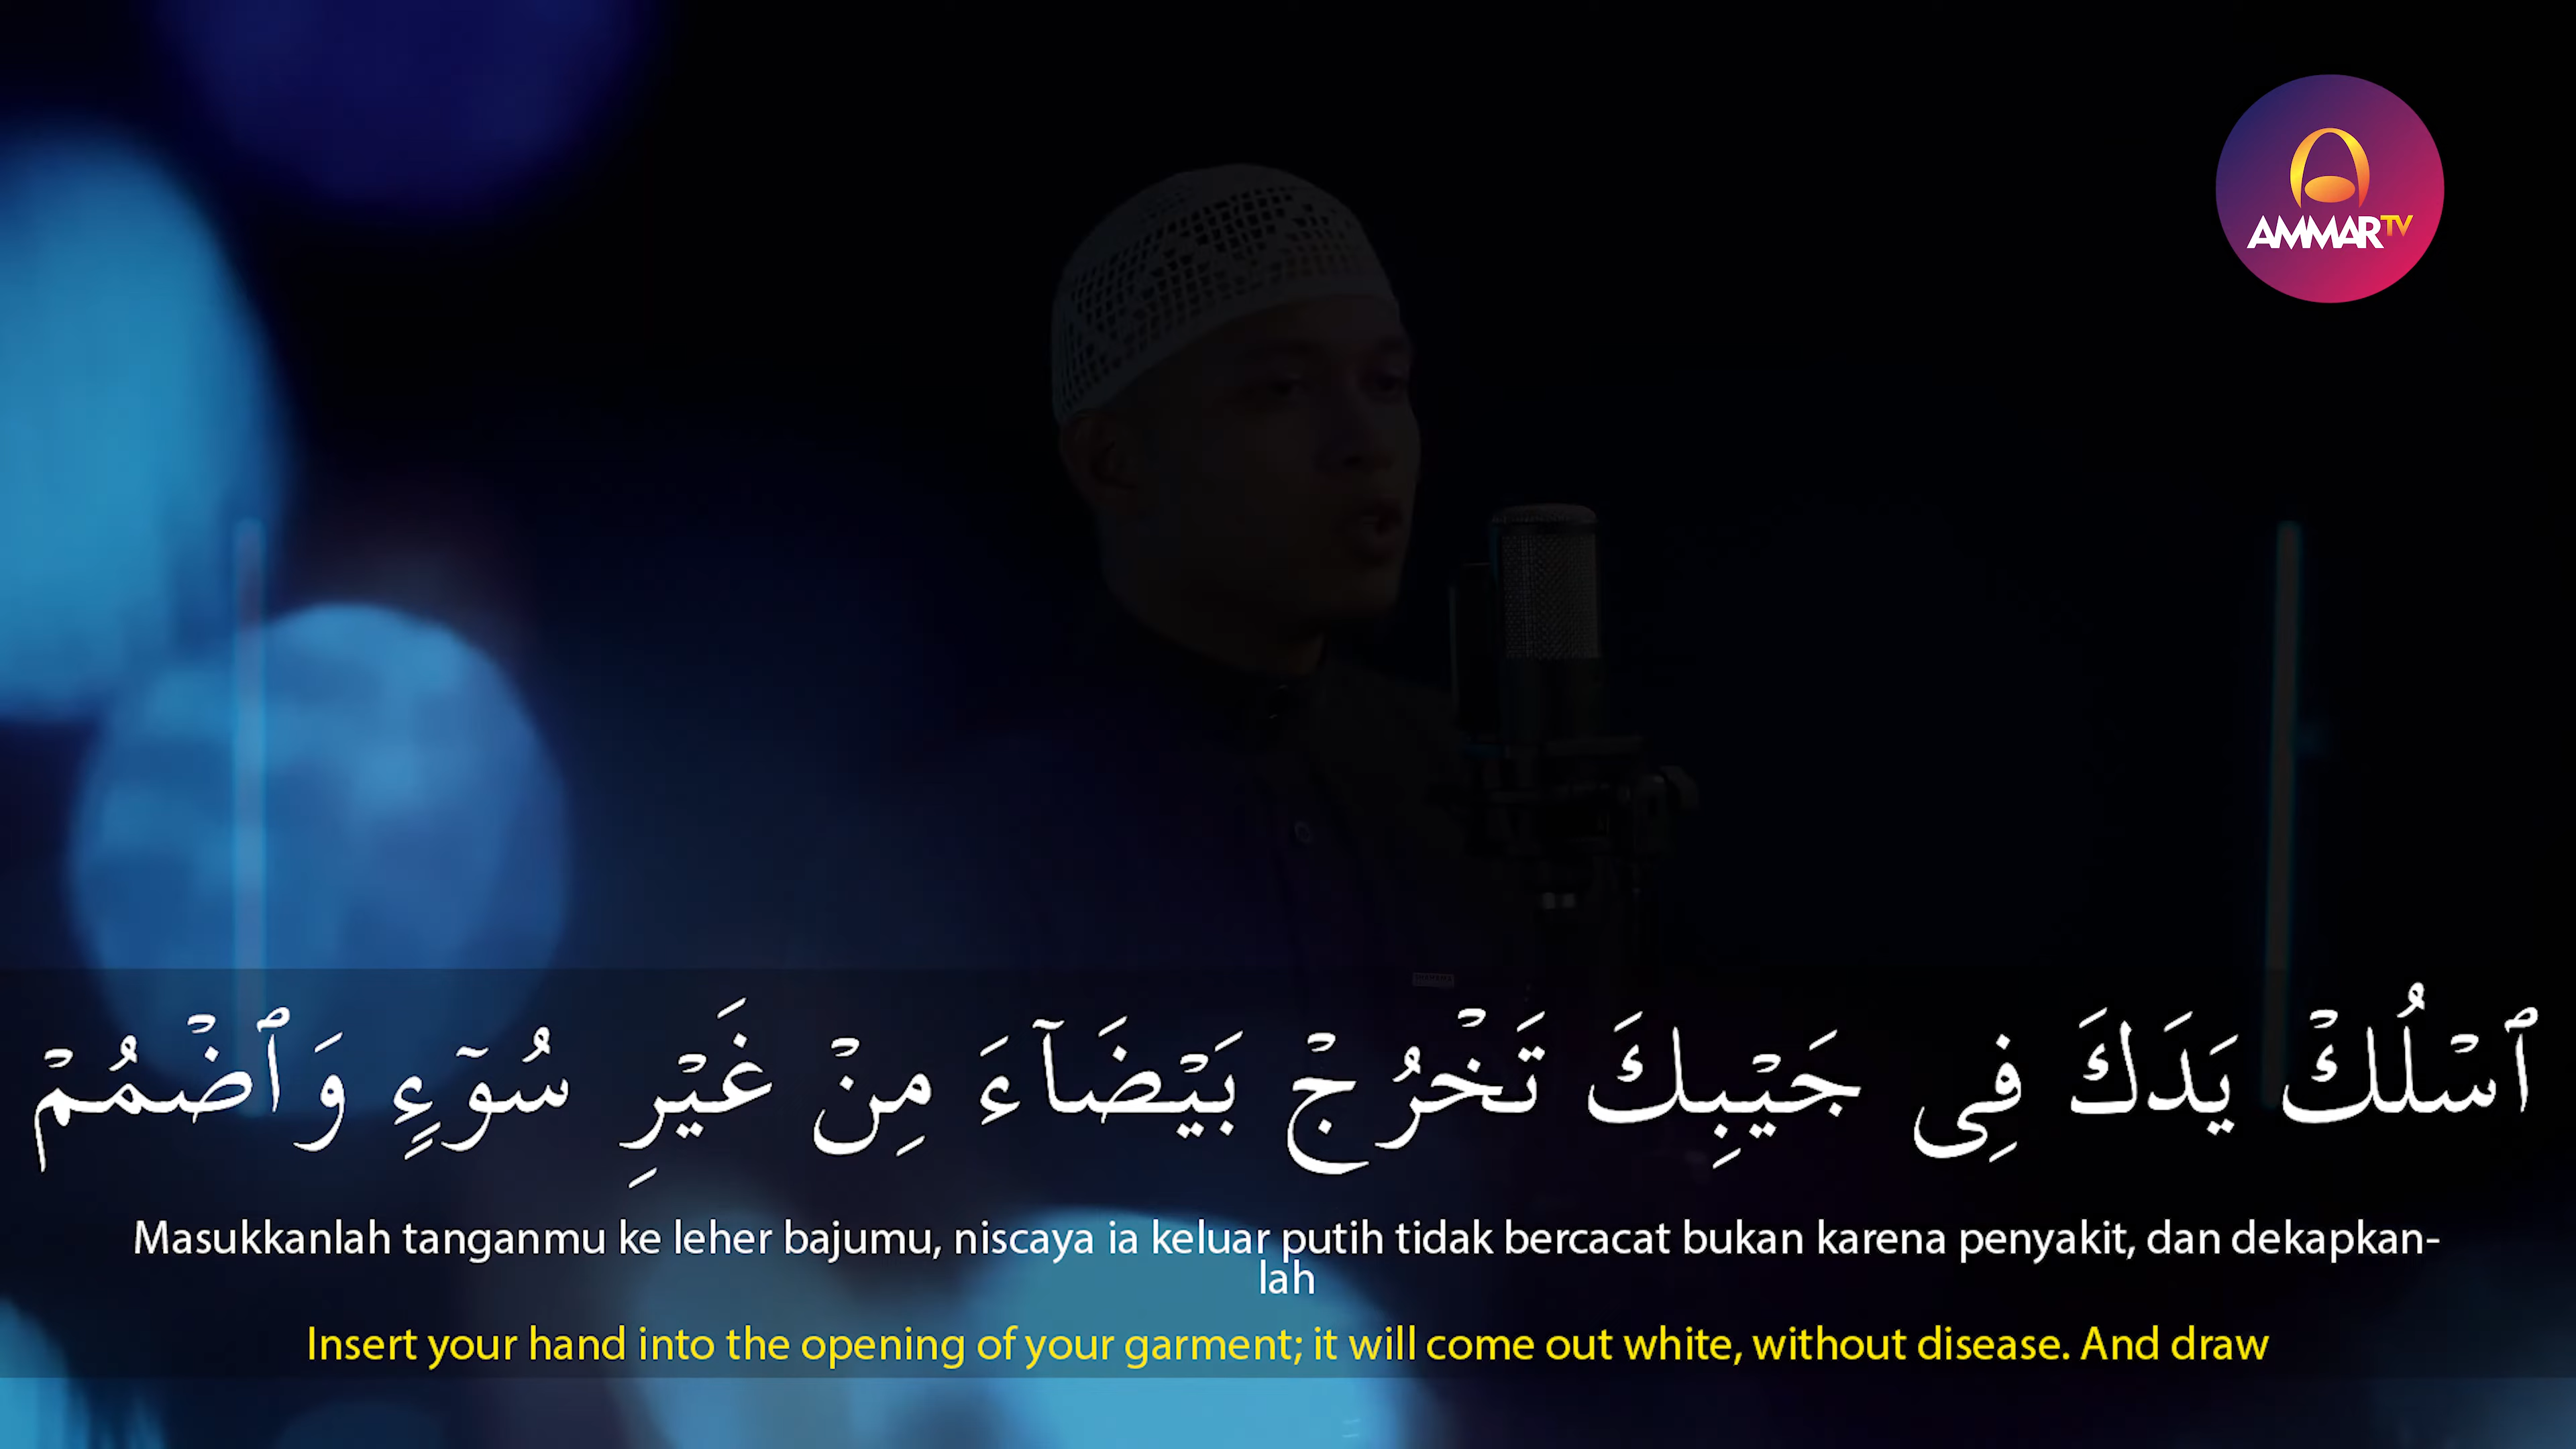 AMMARTV
ٱسْلُكْ يَدَكَ فِى جَيْبِكَ تَخْرُجْ بَيْضَآءَ مِنْ غَيْرِ سُوٓءٍ وَٱضْمُمْ
Masukkanlah tanganmu ke leher bajumu, niscaya ia keluar putih tidak bercacat bukan karena penyakit, dan dekapkan-
lah
Insert your hand into the opening of your garment; it will come out white, without disease. And draw